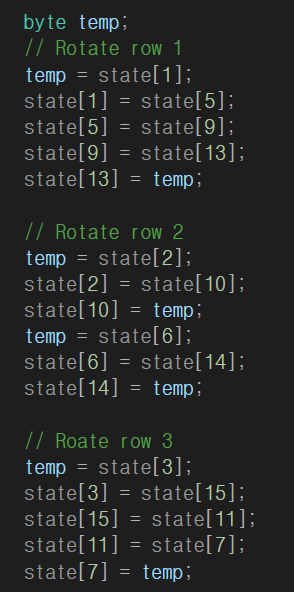 byte temp;
// Rotate row 1
temp = state[1];
state[1] = state[5];
state[5] = state[9];
state[9] = state[13];
state[13] = temp;
// Rotate row 2
temp = state[2];
state[2] = state[10];
state[10] = temp;
temp = state[6];
state[6] = state[14];
state[14] = temp;
// Roate row 3
temp = state[3];
state[3] = state[15];
state[15] = state[11];
state[11] = state[7];
state[7] = temp;